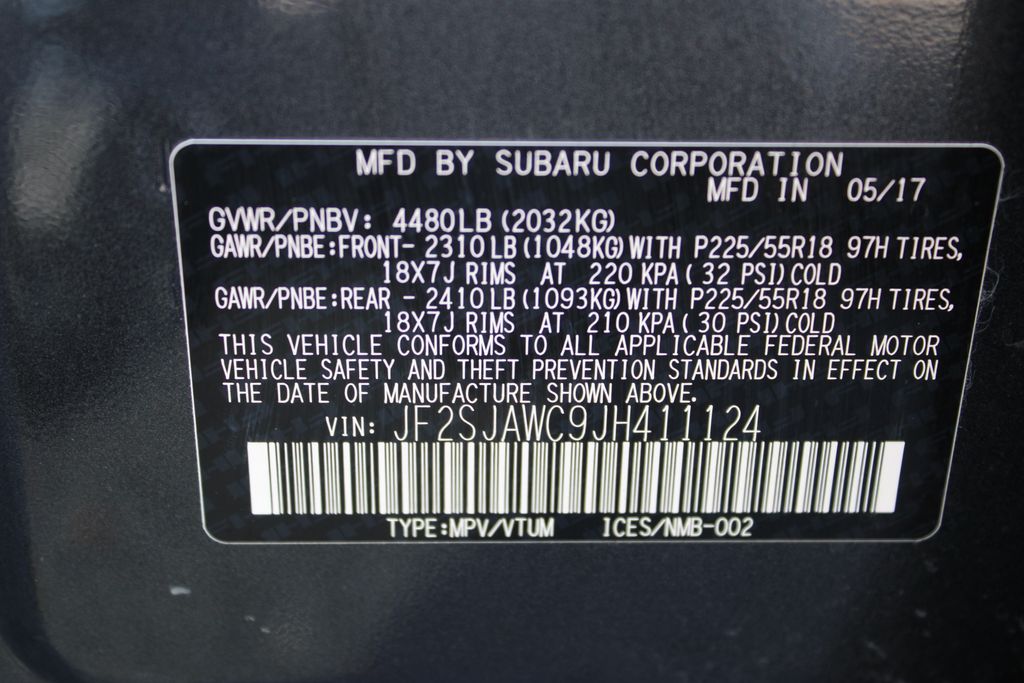 MFD BY SUBARU CORPORATION
MFD IN 05/17
GVWR/PNBV: 4480LB (2032KG)
GAWR/PNBE:FRONT- 2310LB (1048KG) WITH P225/55R18 97H TIRES,
18X7J RIMS AT 220 KPA ( 32 PSI) COLD
GAWR/PNBE:REAR - 2410LB (1093KG) WITH P225/55R18 97H TIRES,
18X7J RIMS AT 210 KPA ( 30 PSI) COLD
THIS VEHICLE CONFORMS TO ALL APPLICABLE FEDERAL MOTOR
VEHICLE SAFETY AND THEFT PREVENTION STANDARDS IN EFFECT ON
THE DATE OF MANUFACTURE SHOWN ABOVE.
VIN: JF2SJAWC9JH411124
TYPE:MPV/VTUM ICES/NMB-002